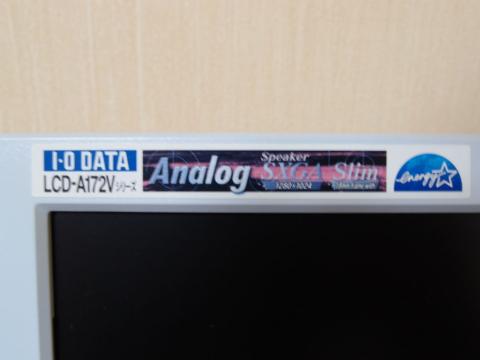 I-O DATA
LCD-A172Vシリーズ
Analog
Speaker
SXGA Slim
1280×1024
energy